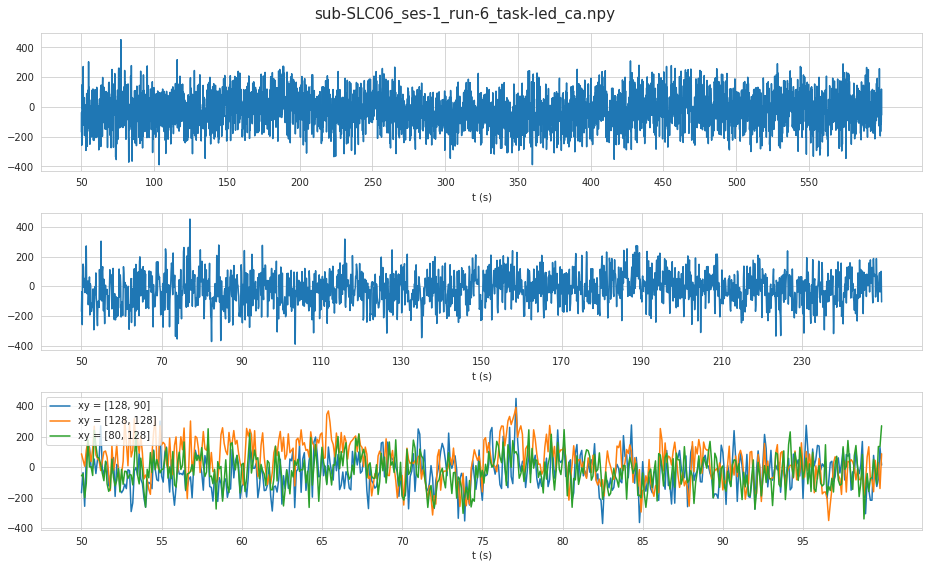 sub-SLC06_ses-1_run-6_task-led_ca.npy
400
200
0
−200
−400
50 100 150 200 250 300 350 400 450 500 550
t (s)
400
200
0
−200
−400
50 70 90 110 130 150 170 190 210 230
t (s)
xy = [128, 90]
xy = [128, 128]
xy = [80, 128]
400
200
0
−200
−400
50 55 60 65 70 75 80 85 90 95
t (s)